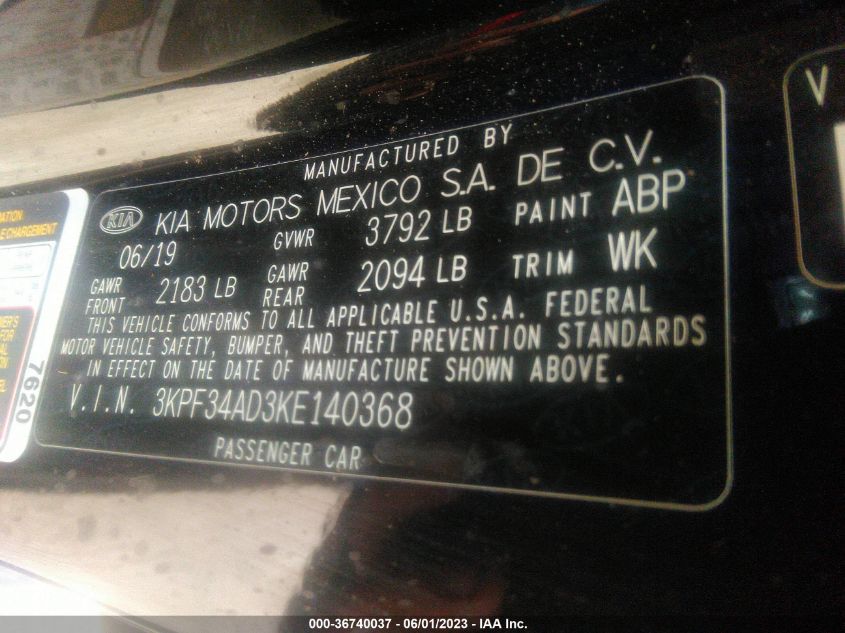 MANUFACTURED BY
KIA KIA MOTORS MEXICO S.A. DE C.V.
06/19 GVWR 3792 LB PAINT ABP
GAWR FRONT 2183 LB GAWR REAR 2094 LB TRIM WK
THIS VEHICLE CONFORMS TO ALL APPLICABLE U.S.A. FEDERAL
MOTOR VEHICLE SAFETY, BUMPER, AND THEFT PREVENTION STANDARDS
IN EFFECT ON THE DATE OF MANUFACTURE SHOWN ABOVE.
V.I.N. 3KPF34AD3KE140368
PASSENGER CAR
7620
V
000-36740037 - 06/01/2023 - IAA Inc.